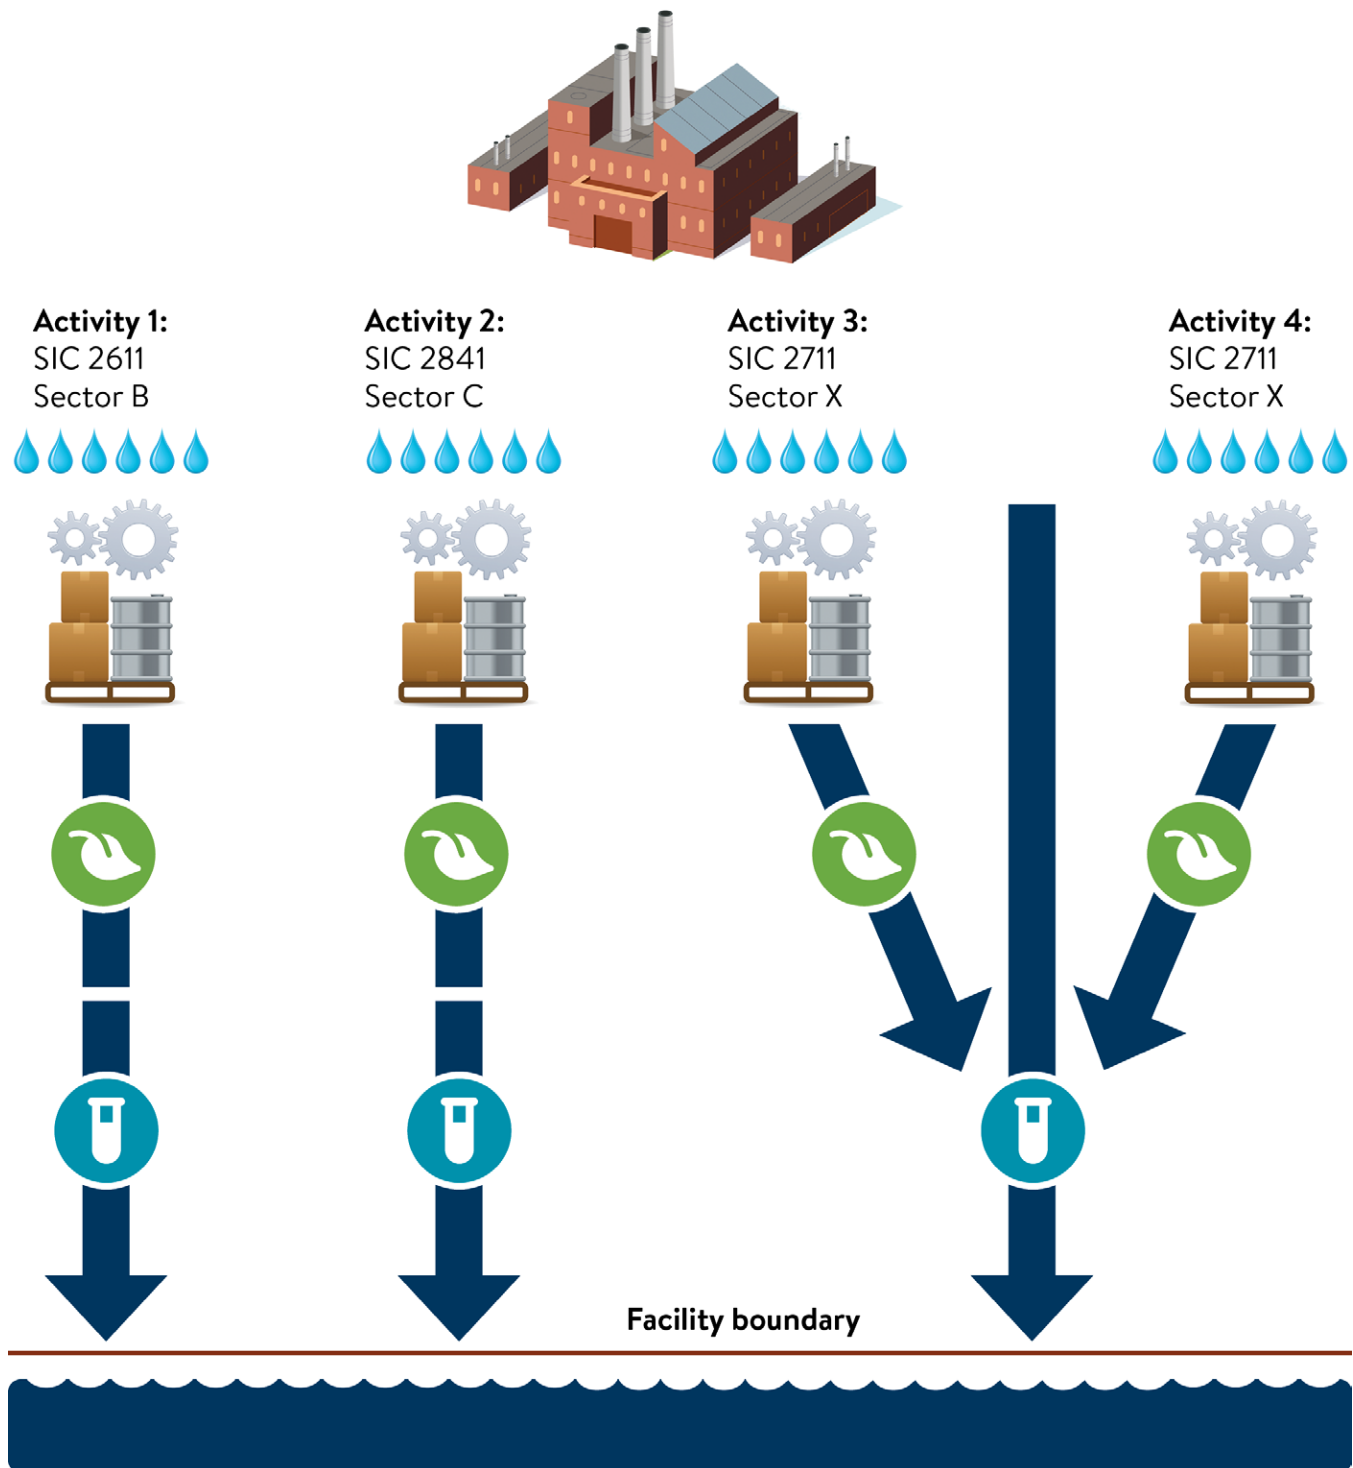 Activity 1:
SIC 2611
Sector B
Activity 2:
SIC 2841
Sector C
Activity 3:
SIC 2711
Sector X
Activity 4:
SIC 2711
Sector X
Facility boundary